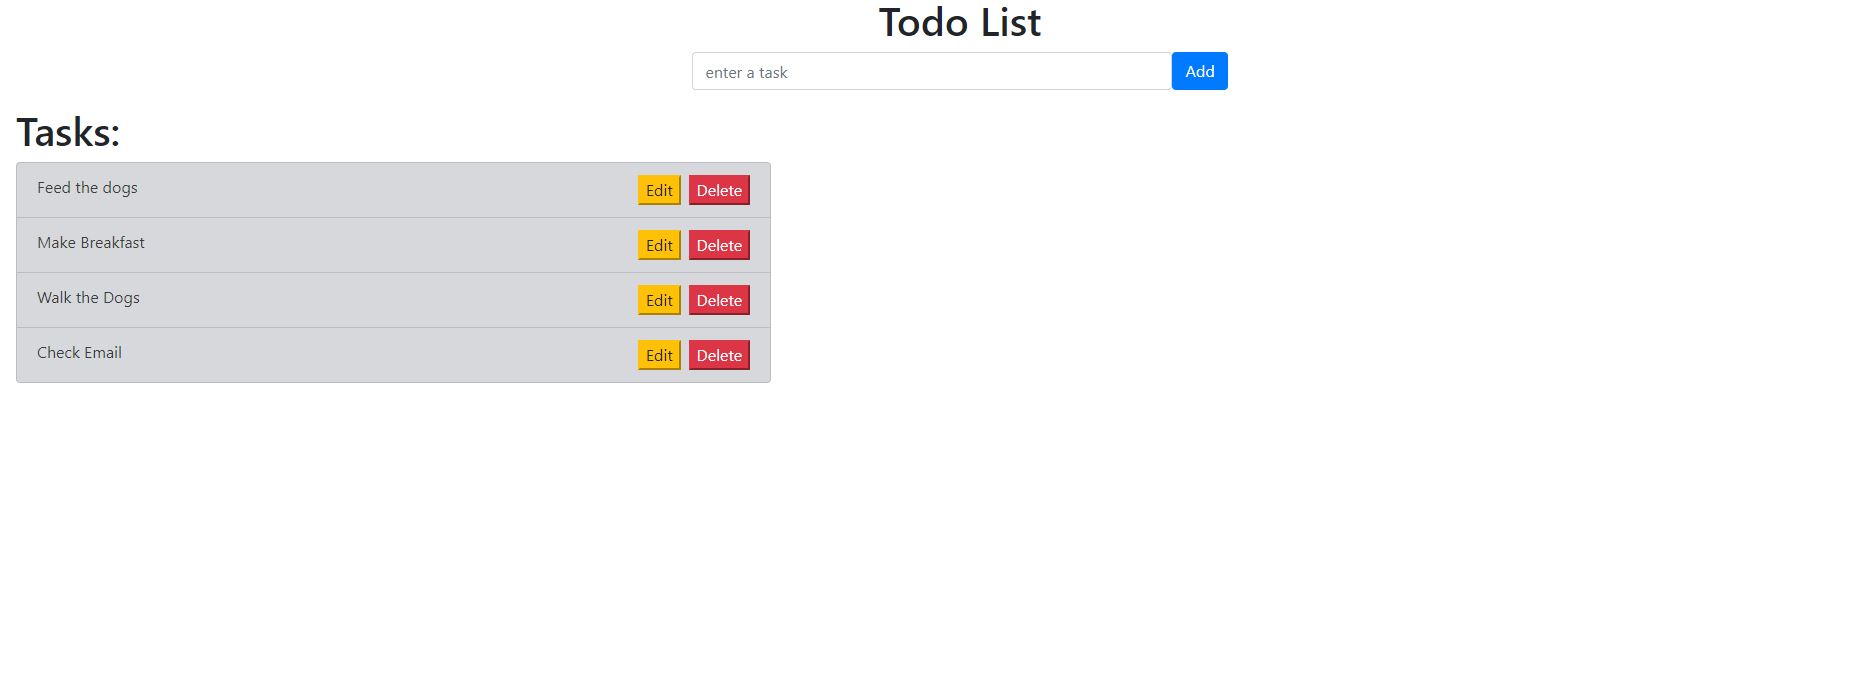 Todo List
enter a task Add
Tasks:
Feed the dogs Edit Delete
Make Breakfast Edit Delete
Walk the Dogs Edit Delete
Check Email Edit Delete